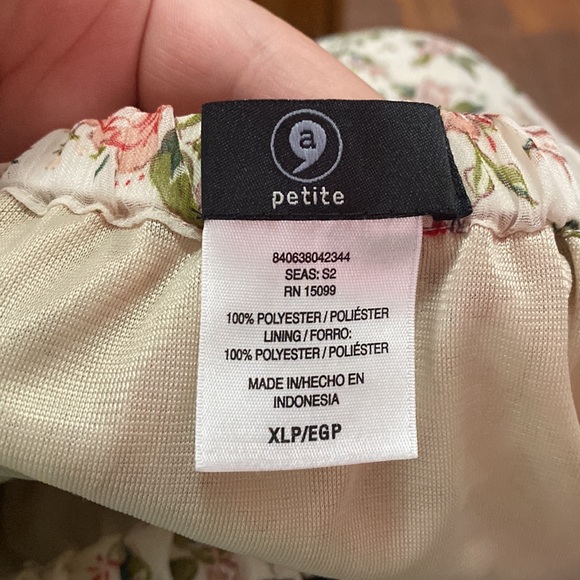 a
petite
840638042344
SEAS: S2
RN 15099
100% POLYESTER / POLIÉSTER
LINING / FORRO:
100% POLYESTER / POLIÉSTER
MADE IN/HECHO EN
INDONESIA
XLP/EGP